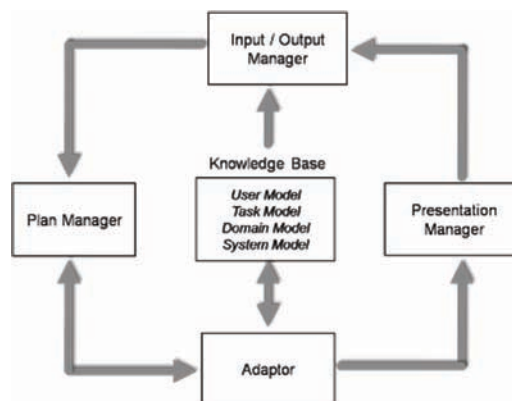 Input / Output
Manager
Knowledge Base
User Model
Task Model
Domain Model
System Model
Plan Manager
Presentation
Manager
Adaptor